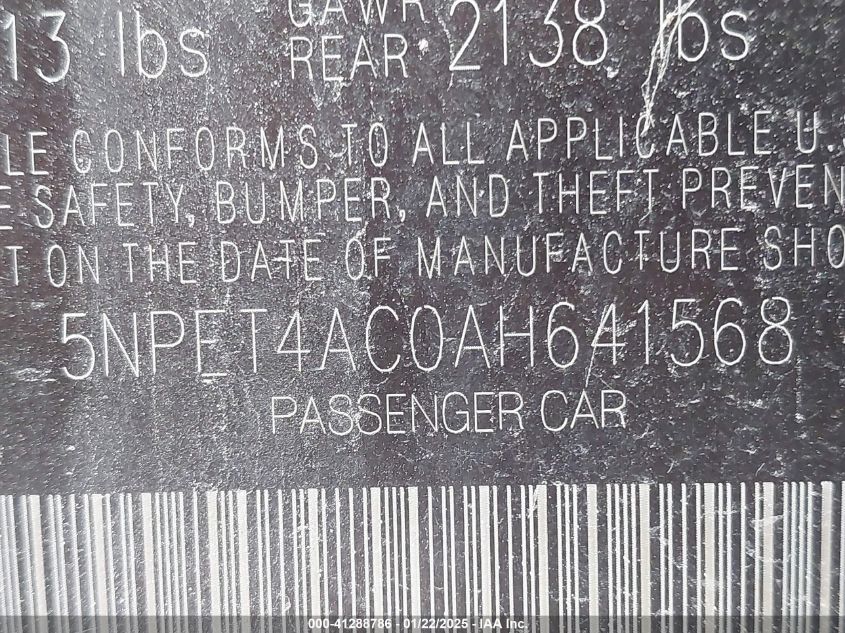 13 lbs GAWR REAR 2138 lbs
LE CONFORMS TO ALL APPLICABLE U.S
E SAFETY, BUMPER, AND THEFT PREVEN
T ON THE DATE OF MANUFACTURE SHO
5NPET4AC0AH641568
PASSENGER CAR
000-41288786 - 01/22/2025 - IAA Inc.